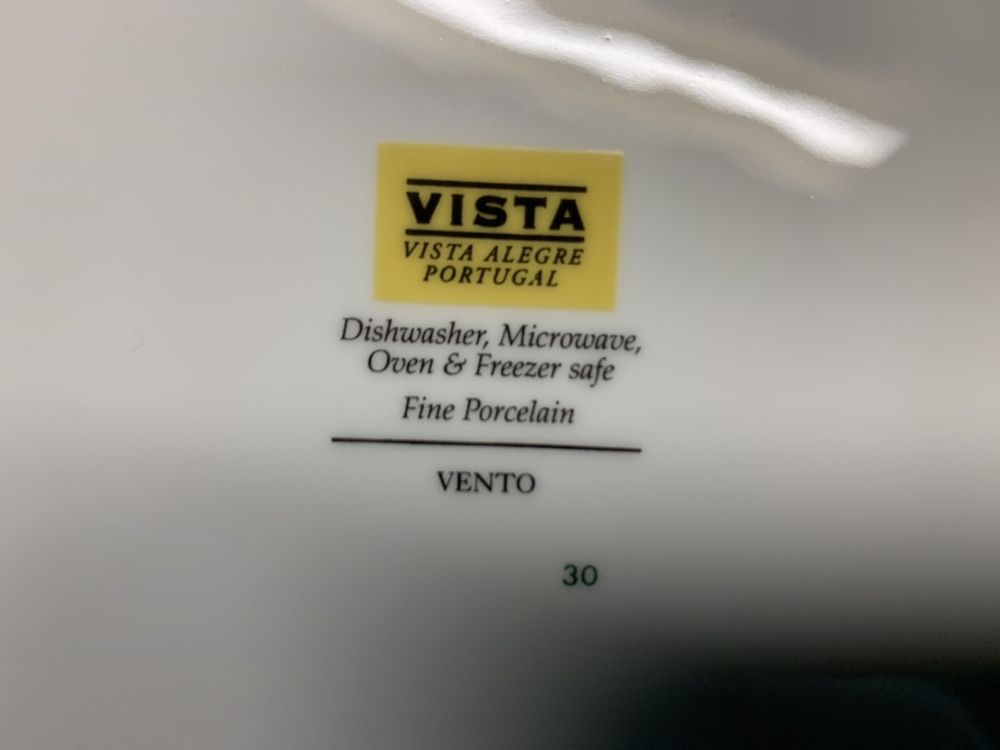 VISTA
VISTA ALEGRE
PORTUGAL
Dishwasher, Microwave,
Oven & Freezer safe
Fine Porcelain
VENTO
30